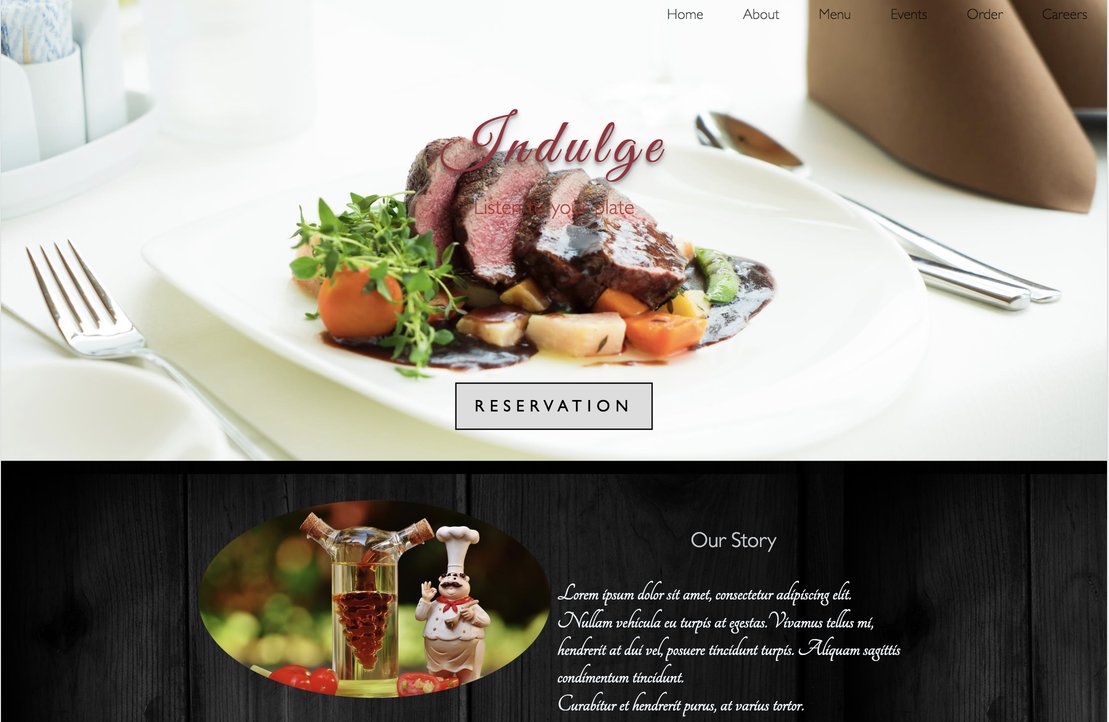 Home About Menu Events Order Careers
Indulge
Listen to your plate
RESERVATION
Our Story
Lorem ipsum dolor sit amet, consectetur adipiscing elit.
Nullam vehicula eu turpis at egestas.Vivamus tellus mi,
hendrerit at dui vel, posuere tincidunt turpis. Aliquam sagittis
condimentum tincidunt.
Curabitur et hendrerit purus, at varius tortor.